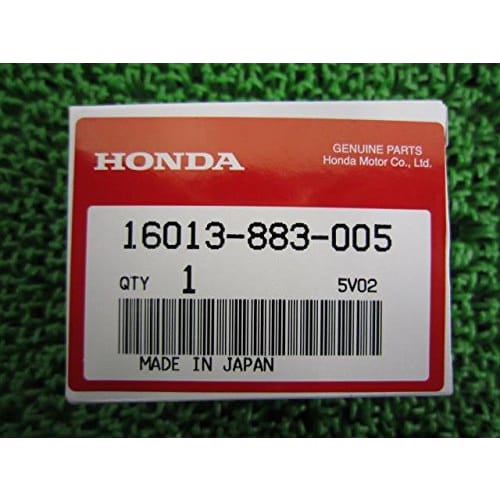 HONDA
GENUINE PARTS
Honda Motor Co., Ltd.
16013-883-005
QTY 1 5V02
MADE IN JAPAN